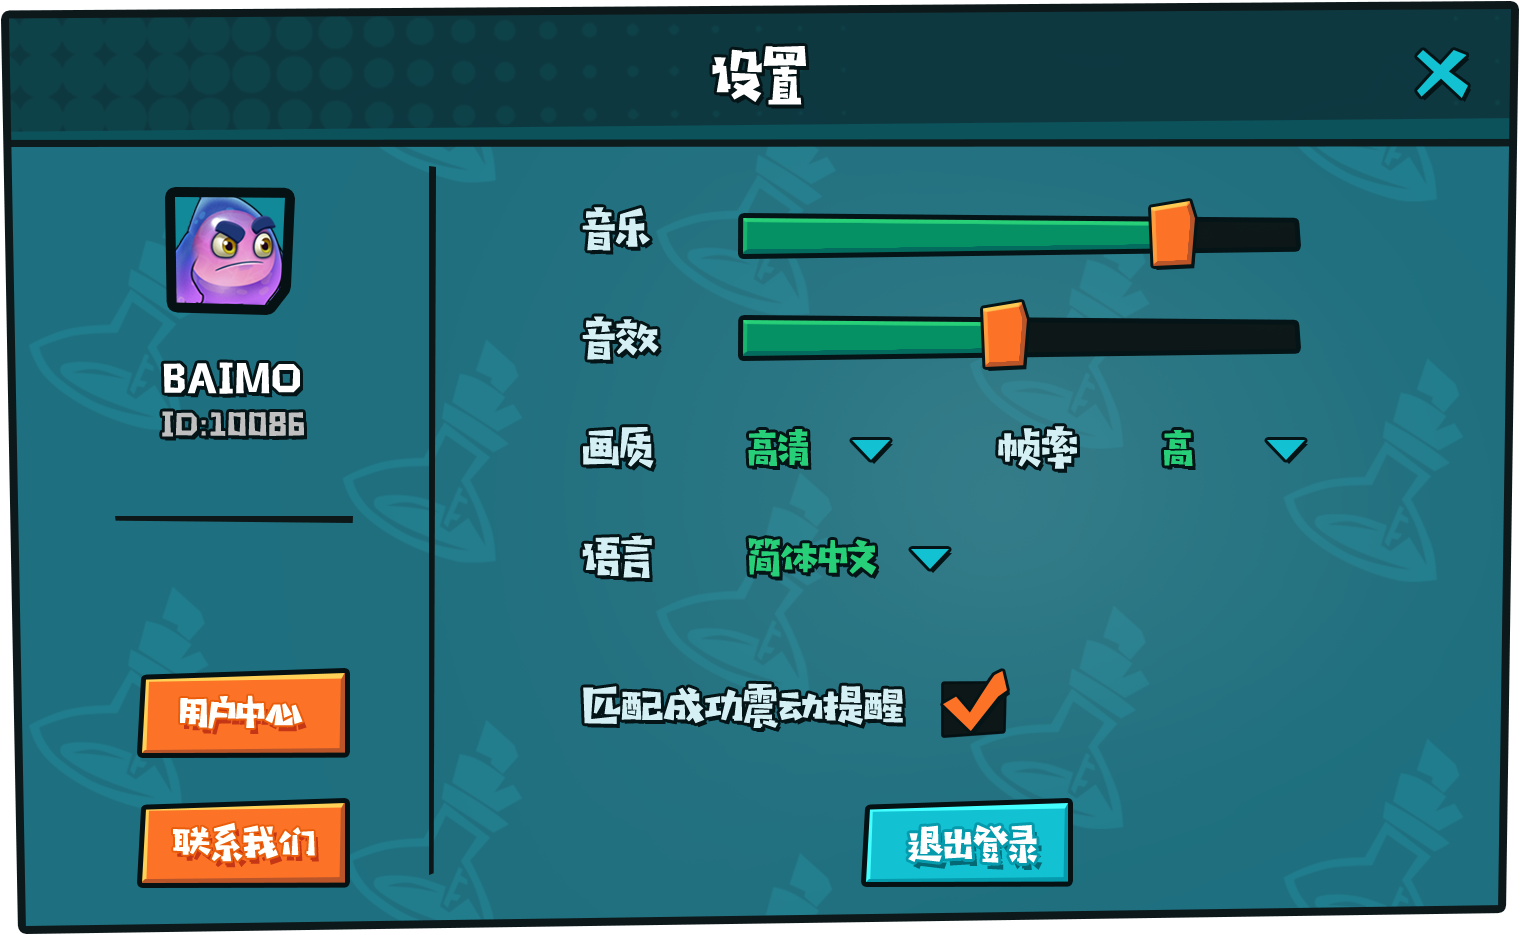 设置
BAIMO
ID:10086
用户中心
联系我们
音乐
音效
画质 高清 帧率 高
语言 简体中文
匹配成功震动提醒
退出登录